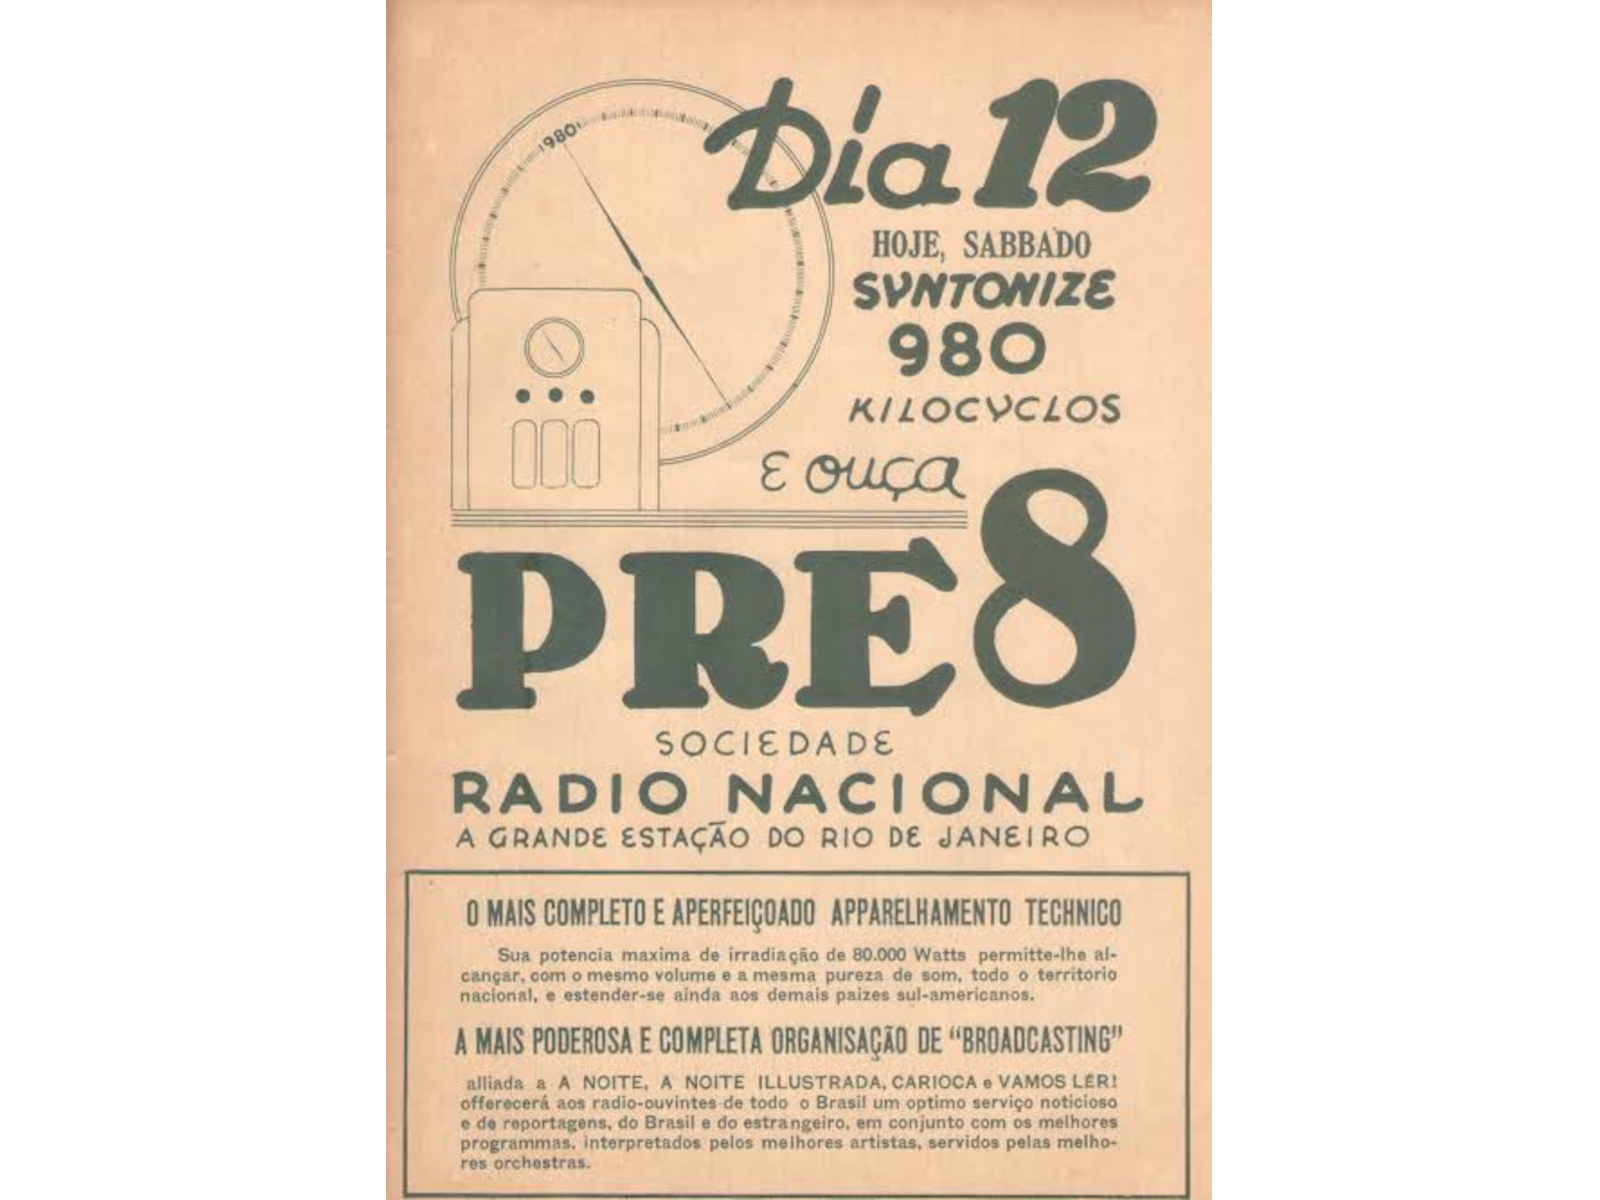 980
Dia 12
HOJE, SABBADO
SYNTONIZE
980
KILOCYCLOS
E OUÇA
PRE8
SOCIEDADE
RADIO NACIONAL
A GRANDE ESTAÇÃO DO RIO DE JANEIRO
O MAIS COMPLETO E APERFEIÇOADO APPARELHAMENTO TECHNICO
Sua potencia maxima de irradiação de 80.000 Watts permitte-lhe al-
cançar, com o mesmo volume e a mesma pureza de som, todo o territorio
nacional, e estender-se ainda aos demais paizes sul-americanos.
A MAIS PODEROSA E COMPLETA ORGANISAÇÃO DE "BROADCASTING"
alliada a A NOITE, A NOITE ILLUSTRADA, CARIOCA e VAMOS LÊR!
offerecerá aos radio-ouvintes de todo o Brasil um optimo serviço noticioso
e de reportagens, do Brasil e do estrangeiro, em conjunto com os melhores
programmas, interpretados pelos melhores artistas, servidos pelas melho-
res orchestras.